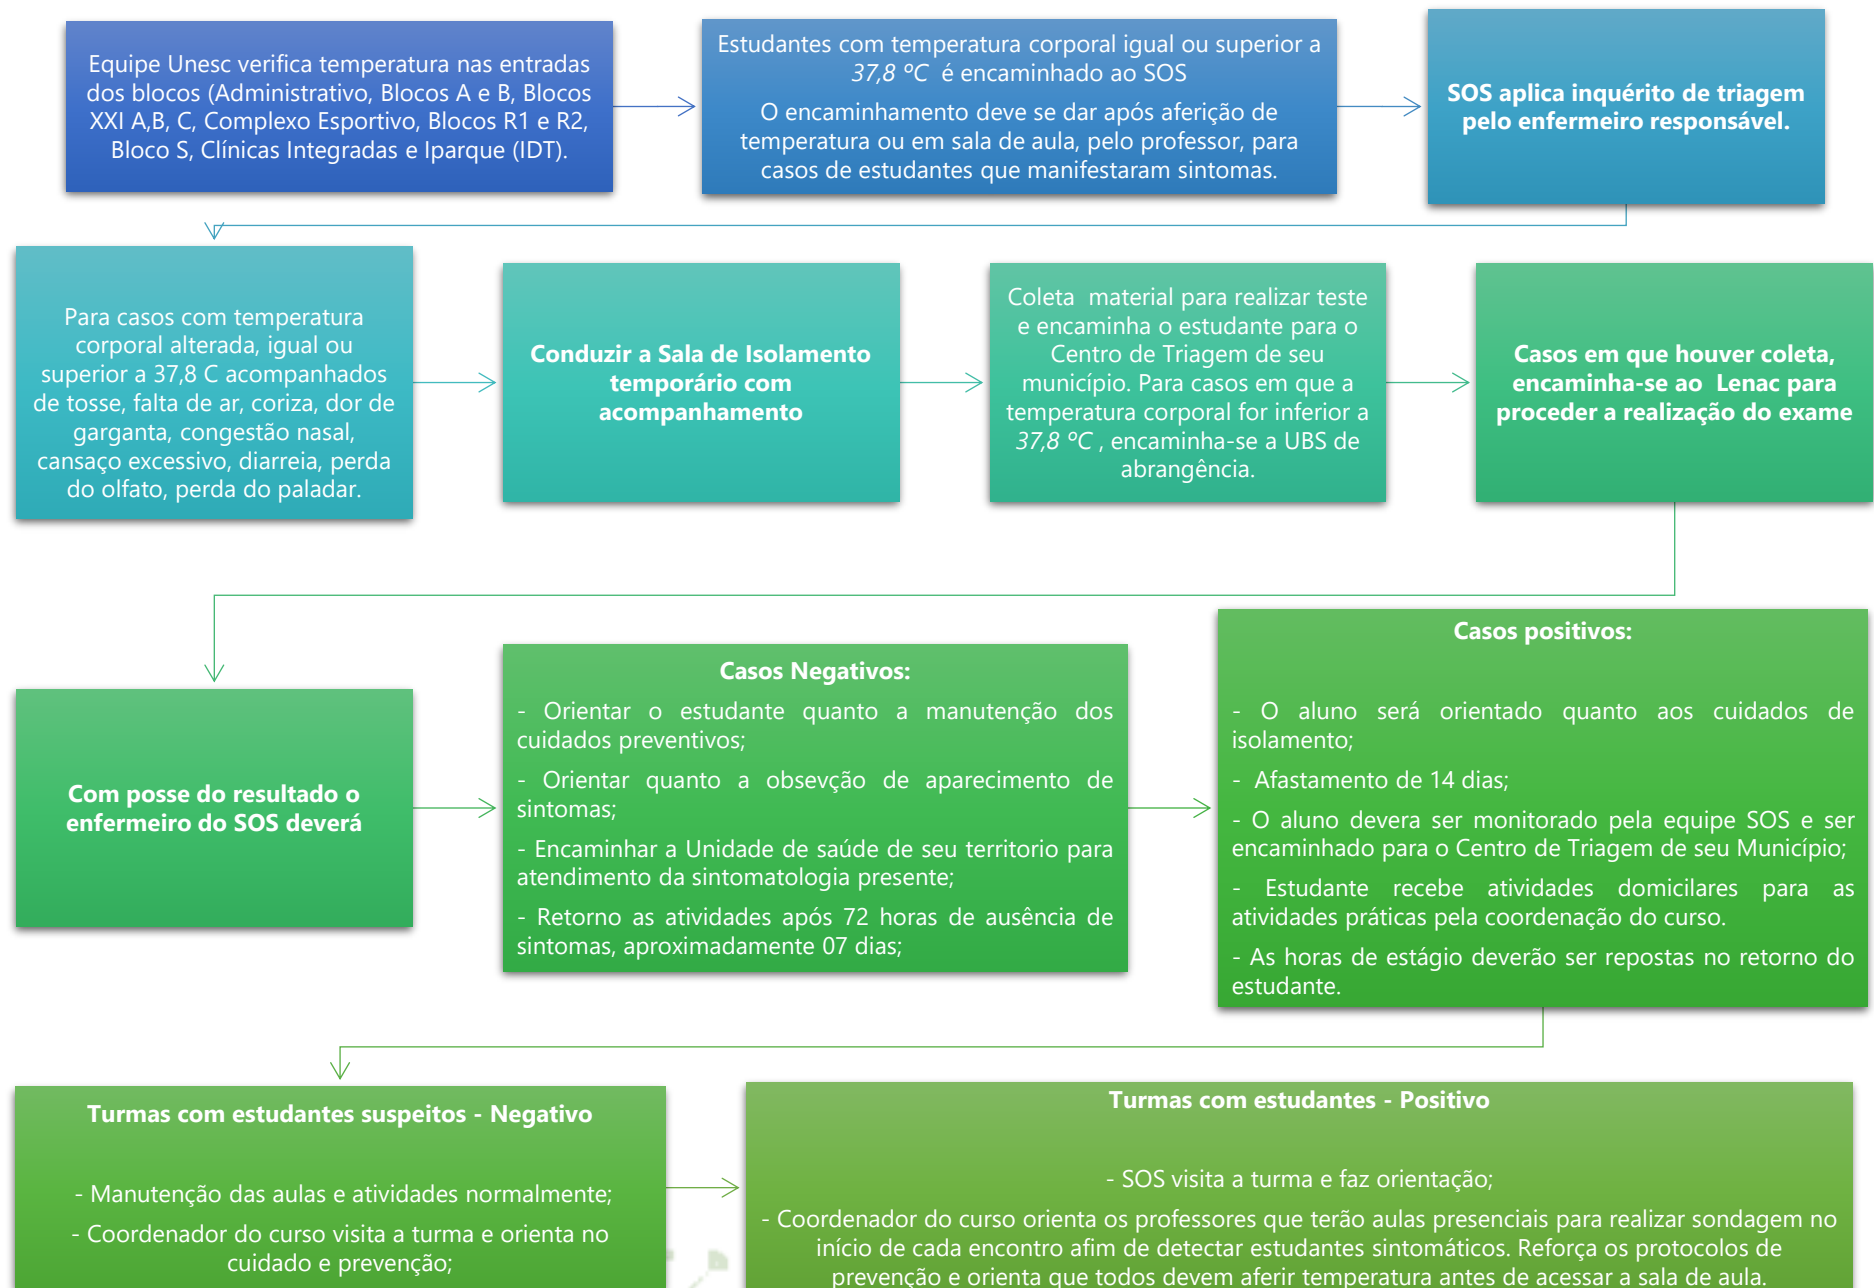 Equipe Unesc verifica temperatura nas entradas
dos blocos (Administrativo, Blocos A e B, Blocos
XXI A,B, C, Complexo Esportivo, Blocos R1 e R2,
Bloco S, Clínicas Integradas e Iparque (IDT).
Estudantes com temperatura corporal igual ou superior a
37,8 ºC é encaminhado ao SOS
O encaminhamento deve se dar após aferição de
temperatura ou em sala de aula, pelo professor, para
casos de estudantes que manifestaram sintomas.
SOS aplica inquérito de triagem
pelo enfermeiro responsável.
Para casos com temperatura
corporal alterada, igual ou
superior a 37,8 C acompanhados
de tosse, falta de ar, coriza, dor de
garganta, congestão nasal,
cansaço excessivo, diarreia, perda
do olfato, perda do paladar.
Conduzir a Sala de Isolamento
temporário com
acompanhamento
Coleta material para realizar teste
e encaminha o estudante para o
Centro de Triagem de seu
município. Para casos em que a
temperatura corporal for inferior a
37,8 ºC , encaminha-se a UBS de
abrangência.
Casos em que houver coleta,
encaminha-se ao Lenac para
proceder a realização do exame
Com posse do resultado o
enfermeiro do SOS deverá
Casos Negativos:
- Orientar o estudante quanto a manutenção dos
cuidados preventivos;
- Orientar quanto a obsevção de aparecimento de
sintomas;
- Encaminhar a Unidade de saúde de seu territorio para
atendimento da sintomatologia presente;
- Retorno as atividades após 72 horas de ausência de
sintomas, aproximadamente 07 dias;
Casos positivos:
- O aluno será orientado quanto aos cuidados de
isolamento;
- Afastamento de 14 dias;
- O aluno devera ser monitorado pela equipe SOS e ser
encaminhado para o Centro de Triagem de seu Município;
- Estudante recebe atividades domicilares para as
atividades práticas pela coordenação do curso.
- As horas de estágio deverão ser repostas no retorno do
estudante.
Turmas com estudantes suspeitos - Negativo
- Manutenção das aulas e atividades normalmente;
- Coordenador do curso visita a turma e orienta no
cuidado e prevenção;
Turmas com estudantes - Positivo
- SOS visita a turma e faz orientação;
- Coordenador do curso orienta os professores que terão aulas presenciais para realizar sondagem no
início de cada encontro afim de detectar estudantes sintomáticos. Reforça os protocolos de
prevenção e orienta que todos devem aferir temperatura antes de acessar a sala de aula.